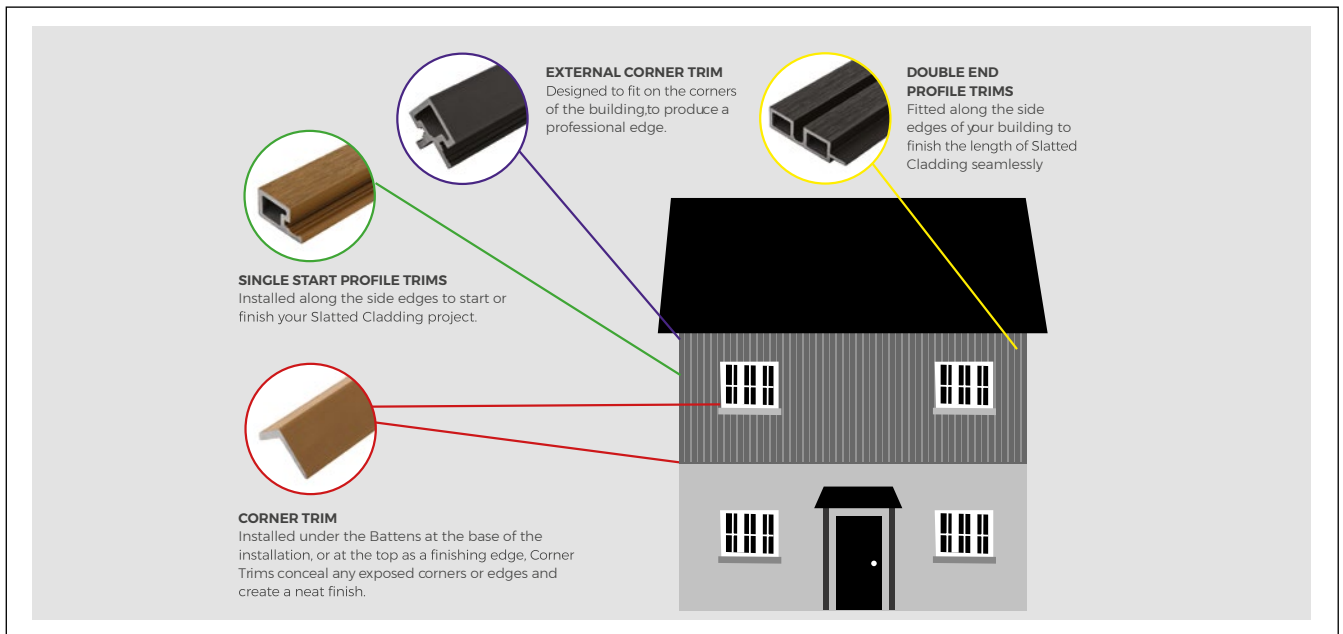 EXTERNAL CORNER TRIM
Designed to fit on the corners
of the building,to produce a
professional edge.
DOUBLE END
PROFILE TRIMS
Fitted along the side
edges of your building to
finish the length of Slatted
Cladding seamlessly
SINGLE START PROFILE TRIMS
Installed along the side edges to start or
finish your Slatted Cladding project.
CORNER TRIM
Installed under the Battens at the base of the
installation, or at the top as a finishing edge, Corner
Trims conceal any exposed corners or edges and
create a neat finish.